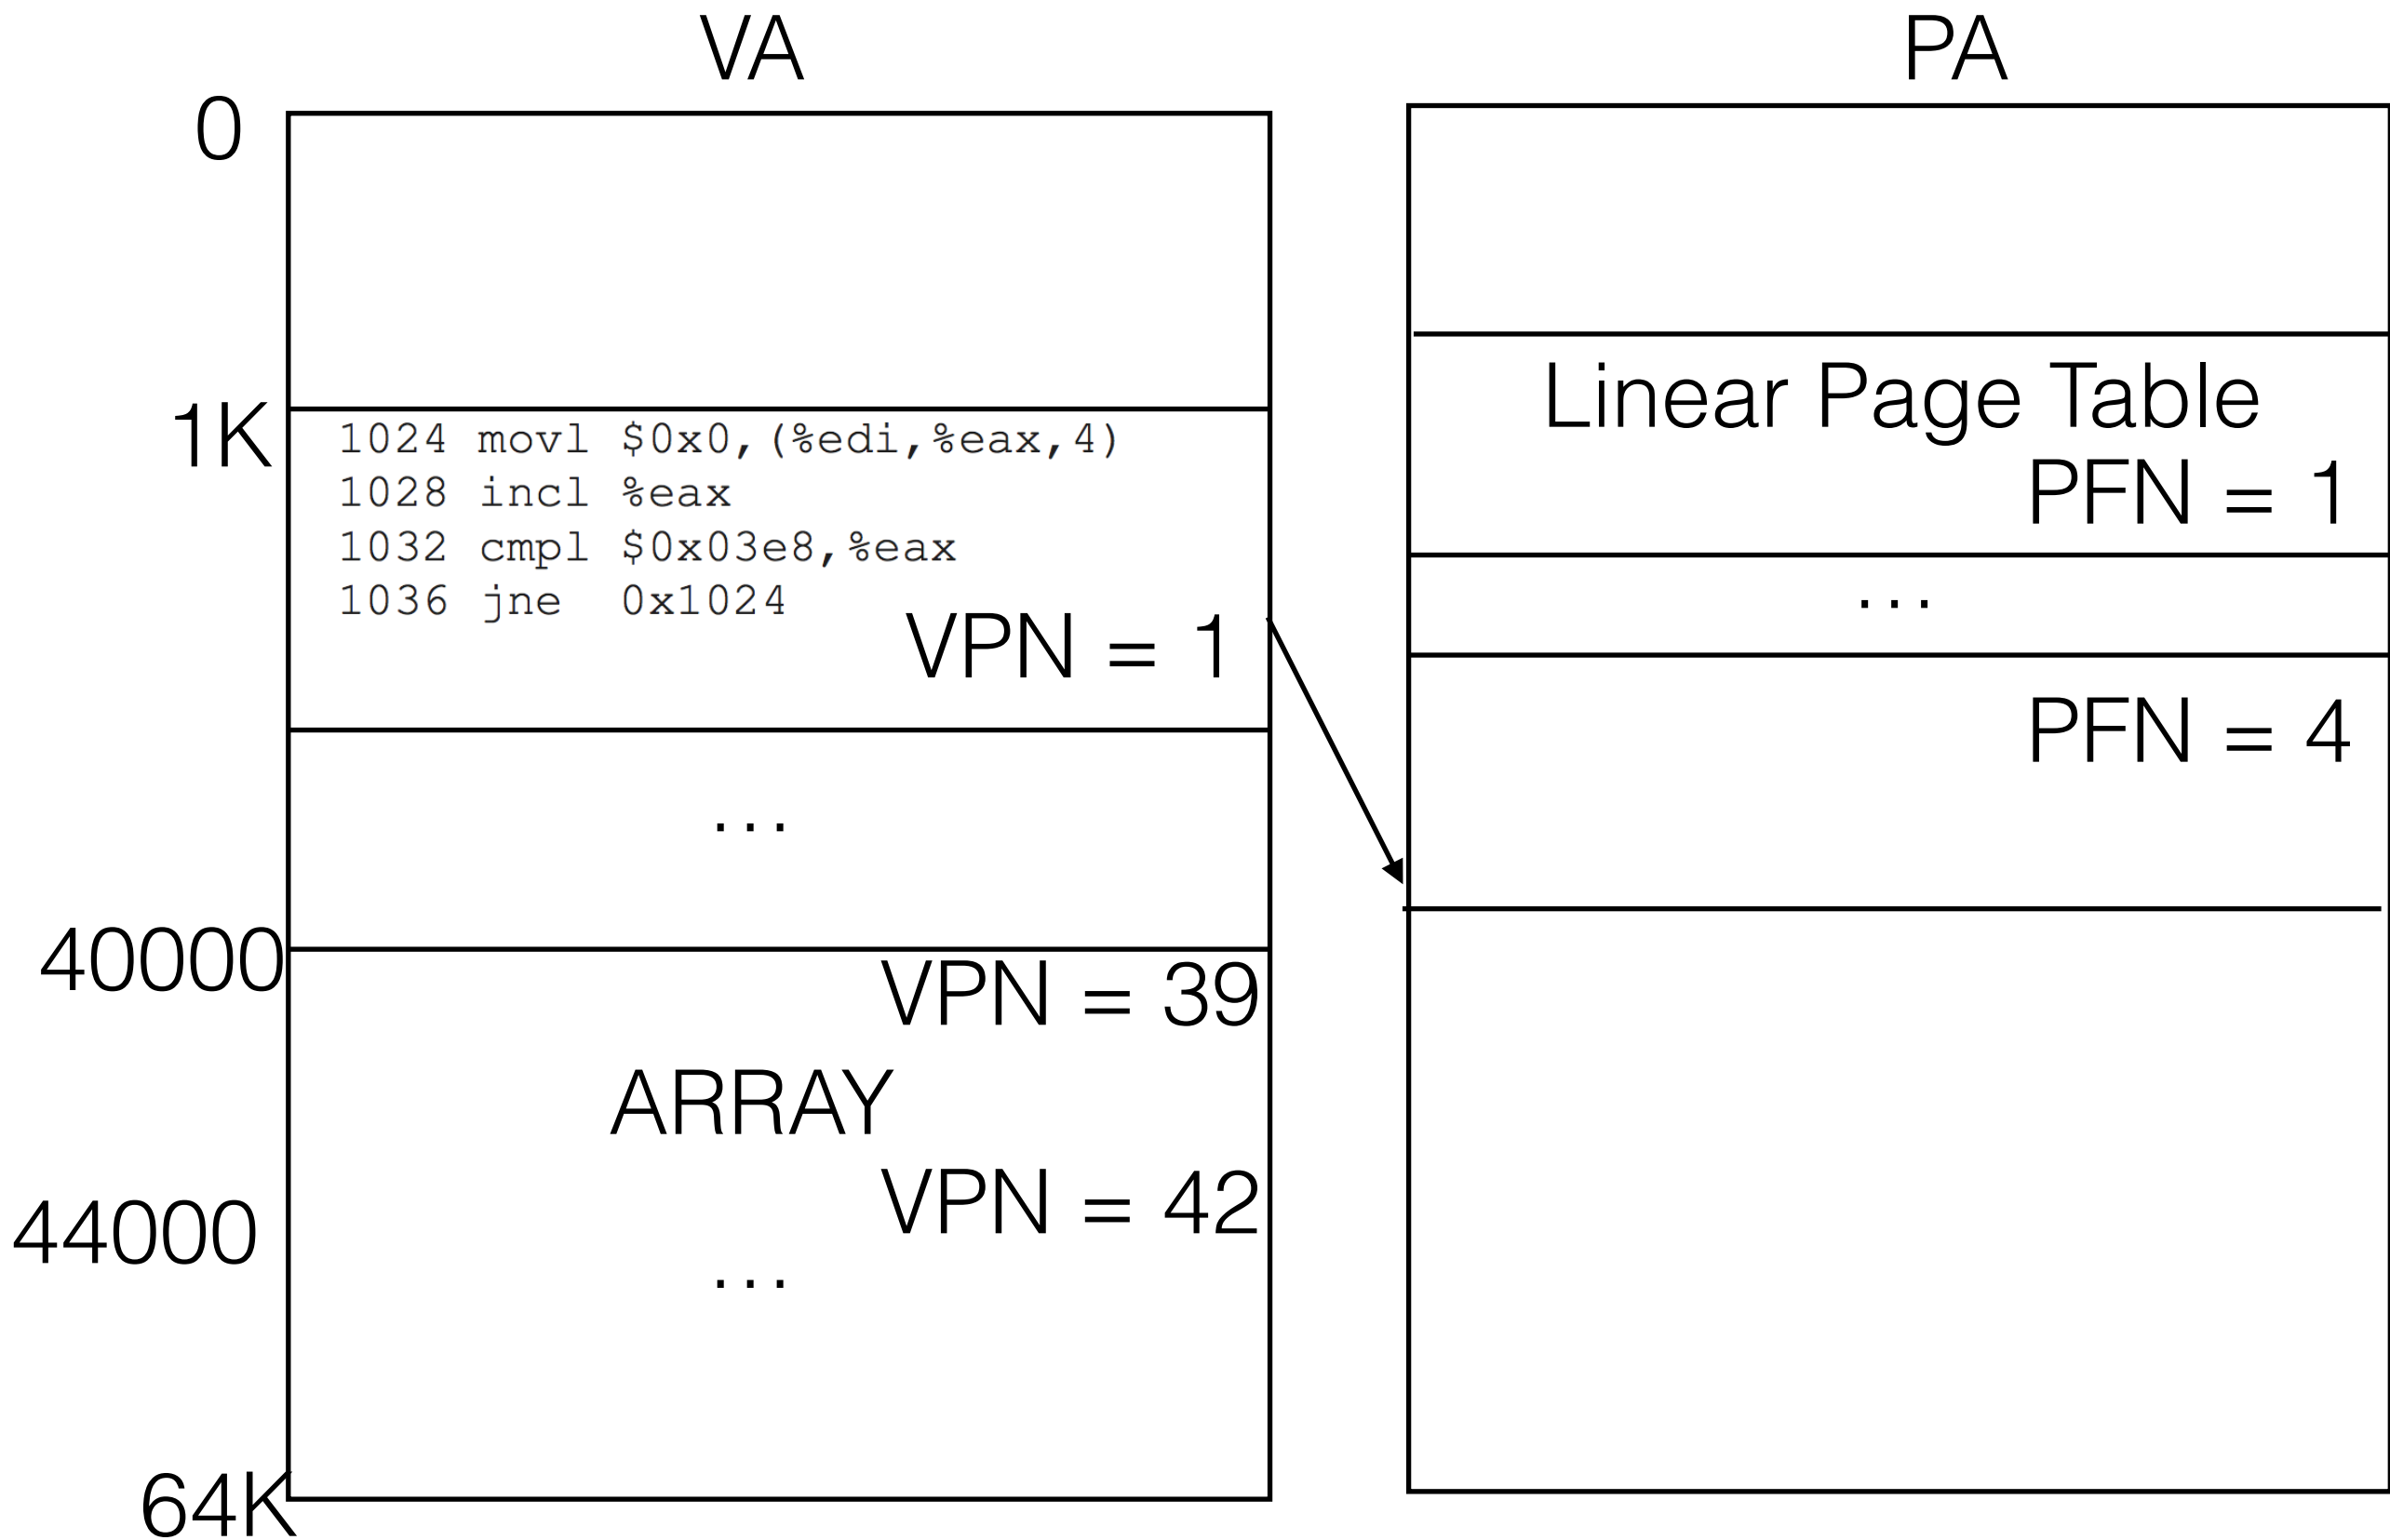 VA
PA
0
1K
1024 movl $0x0,(%edi,%eax,4)
1028 incl %eax
1032 cmpl $0x03e8,%eax
1036 jne 0x1024
VPN = 1
Linear Page Table
PFN = 1
...
PFN = 4
...
40000
VPN = 39
ARRAY
VPN = 42
44000
...
64K